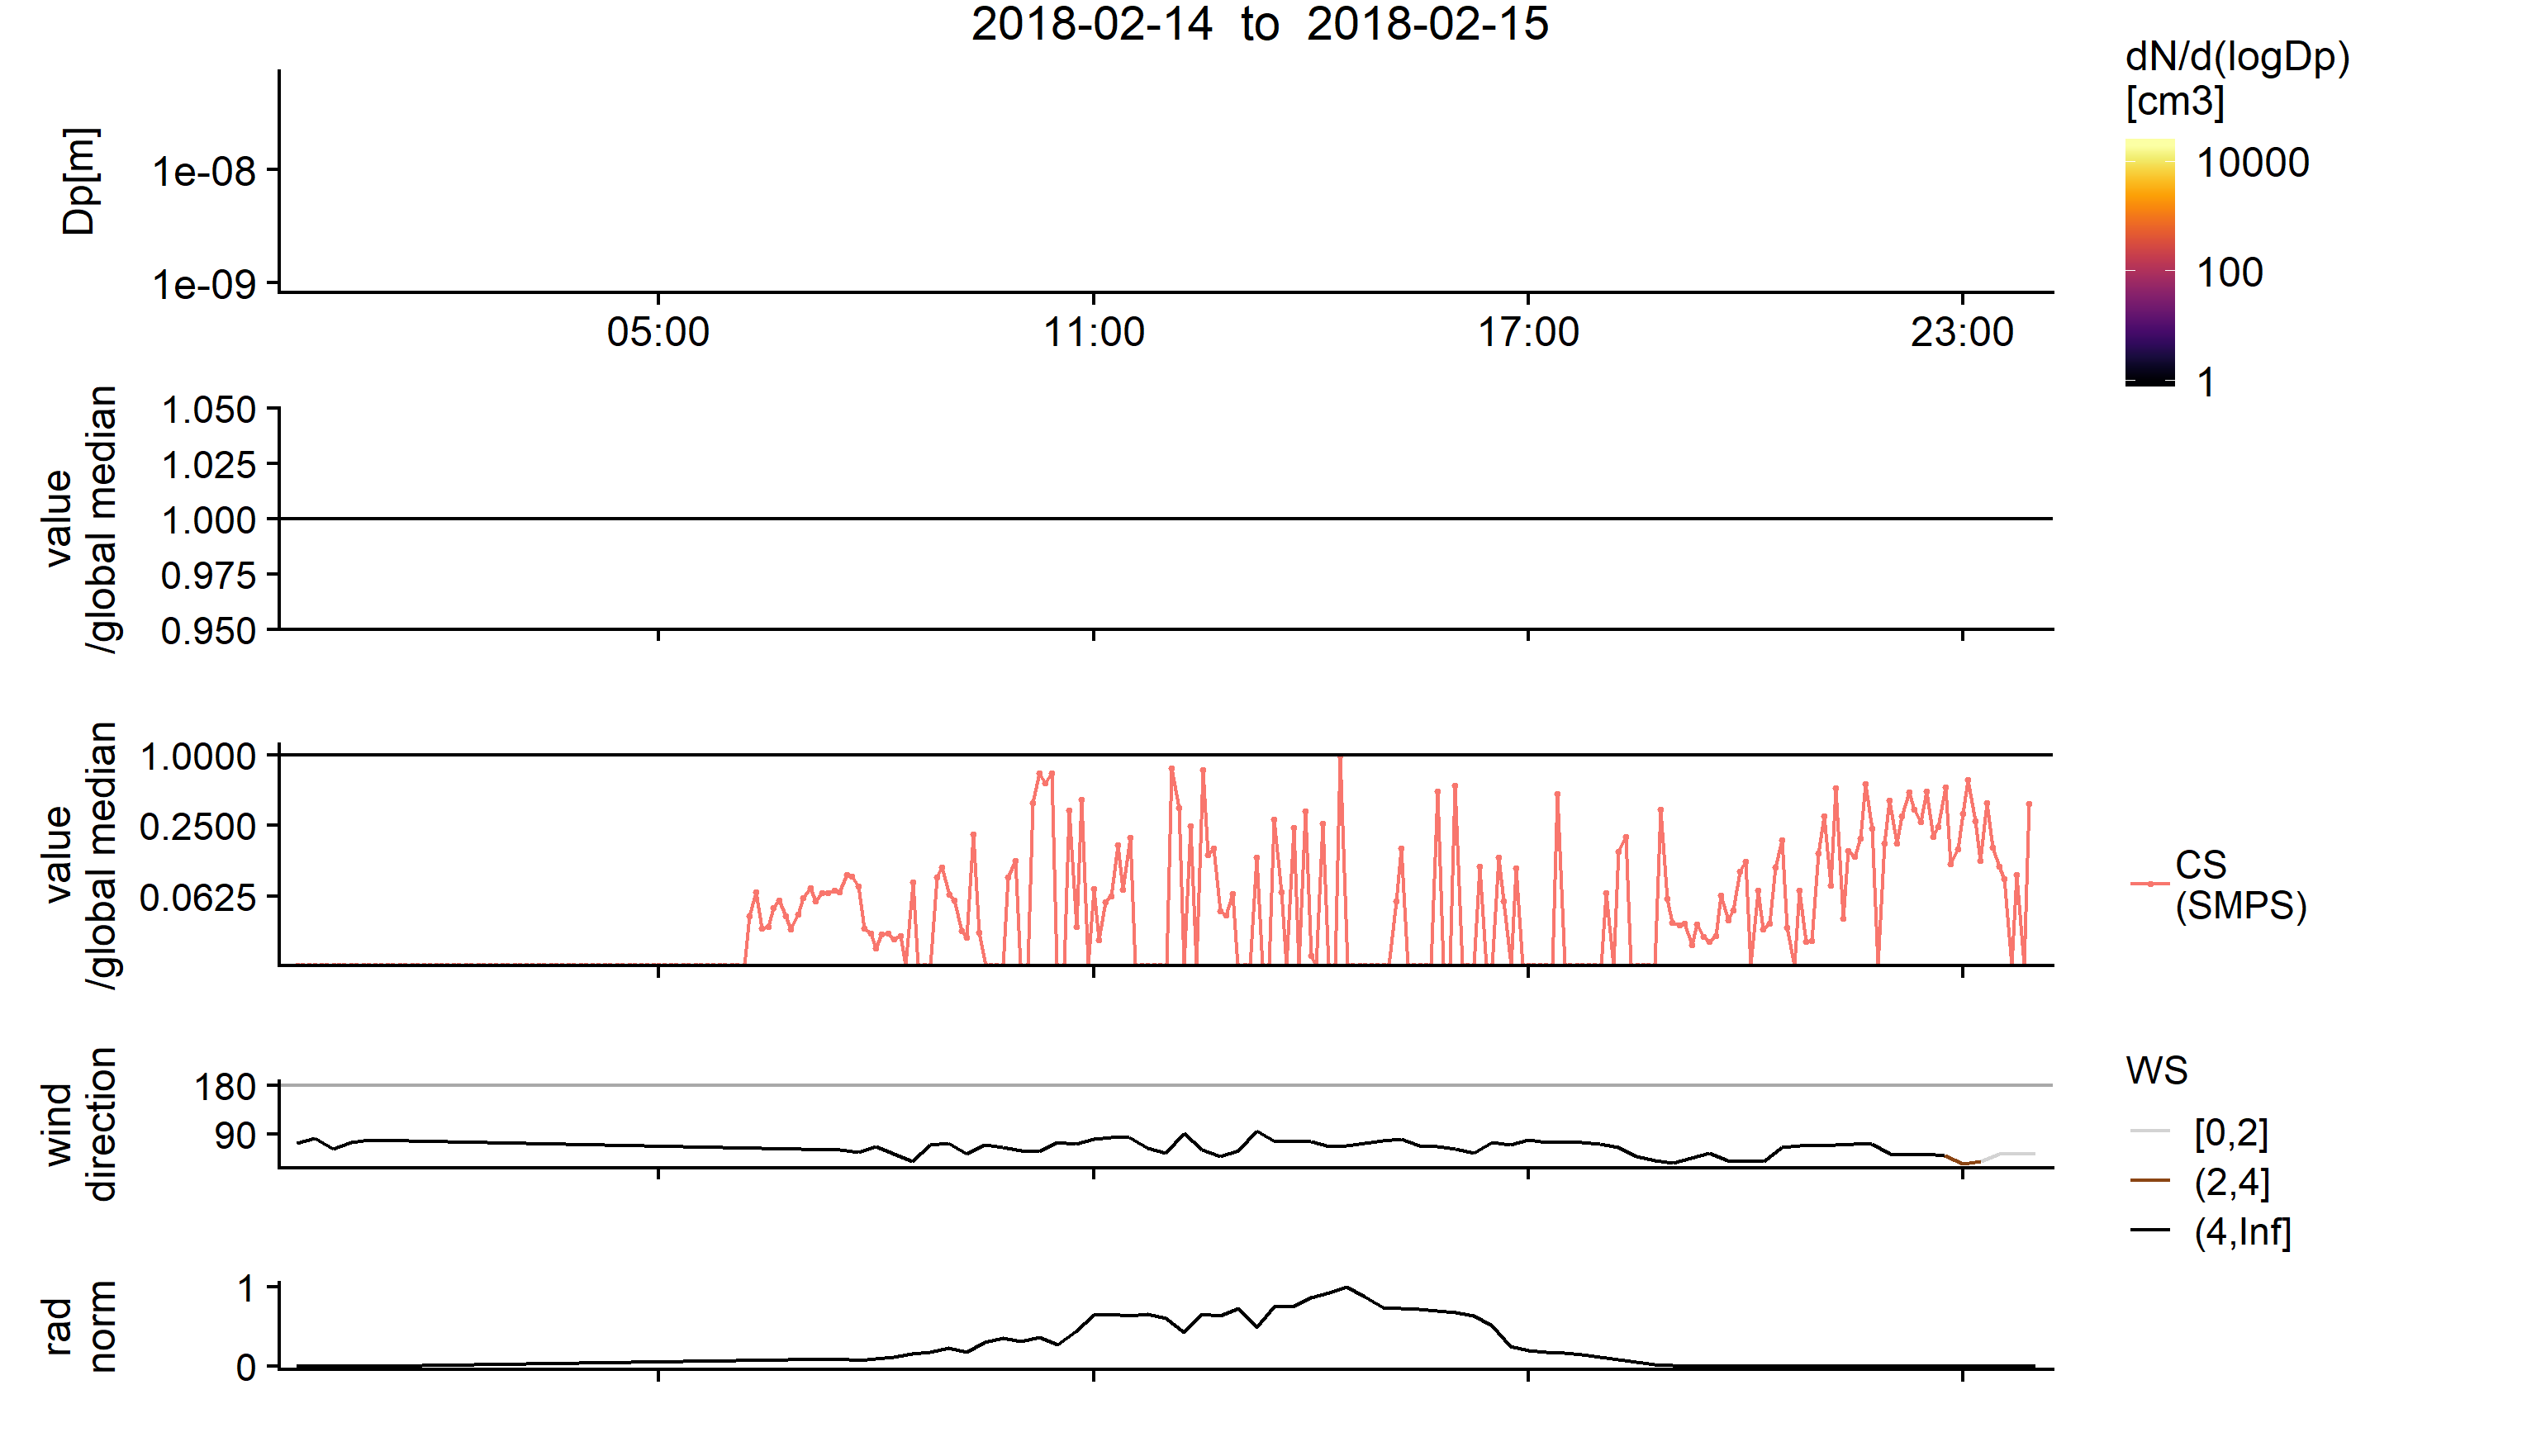 2018-02-14 to 2018-02-15
Dp[m]
1e-08
1e-09
05:00
11:00
17:00
23:00
dN/d(logDp)
[cm3]
10000
100
1
value
/global median
1.050
1.025
1.000
0.975
0.950
value
/global median
1.0000
0.2500
0.0625
CS
(SMPS)
wind
direction
180
90
WS
[0,2]
(2,4]
(4,Inf]
rad
norm
1
0